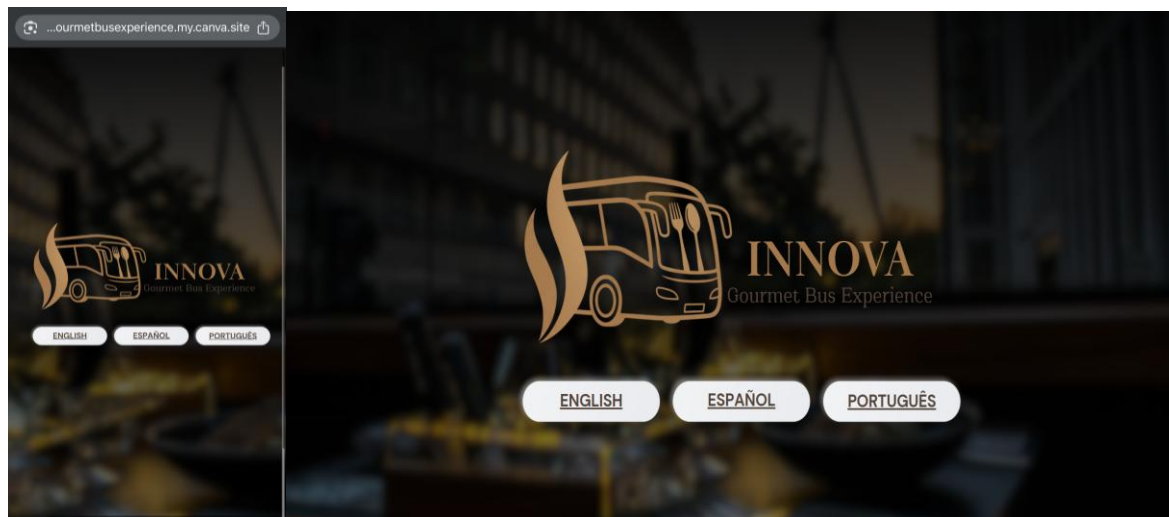 ...ourmetbusexperience.my.canva.site
INNOVA
Gourmet Bus Experience
ENGLISH
ESPAÑOL
PORTUGUÊS
INNOVA
Gourmet Bus Experience
ENGLISH
ESPAÑOL
PORTUGUÊS